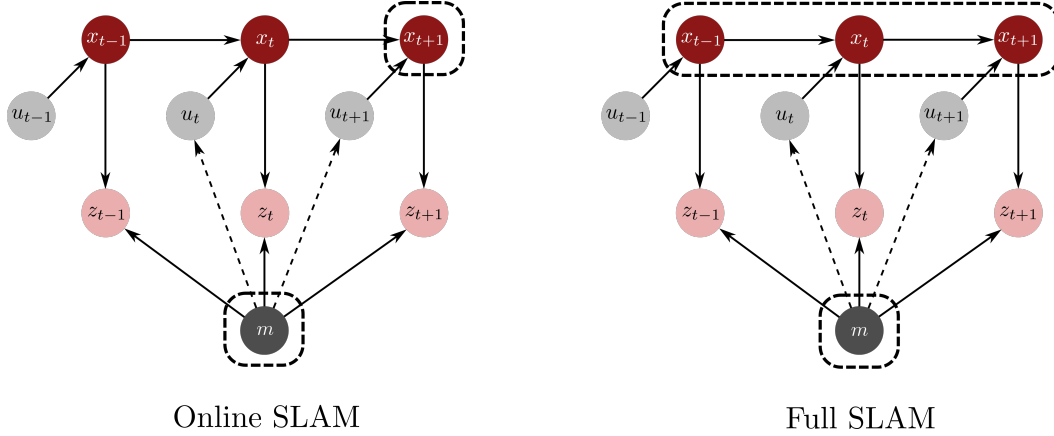 x_{t-1} x_t x_{t+1} x_{t-1} x_t x_{t+1}
u_{t-1} u_t u_{t+1} u_{t-1} u_t u_{t+1}
z_{t-1} z_t z_{t+1} z_{t-1} z_t z_{t+1}
m m
Online SLAM Full SLAM